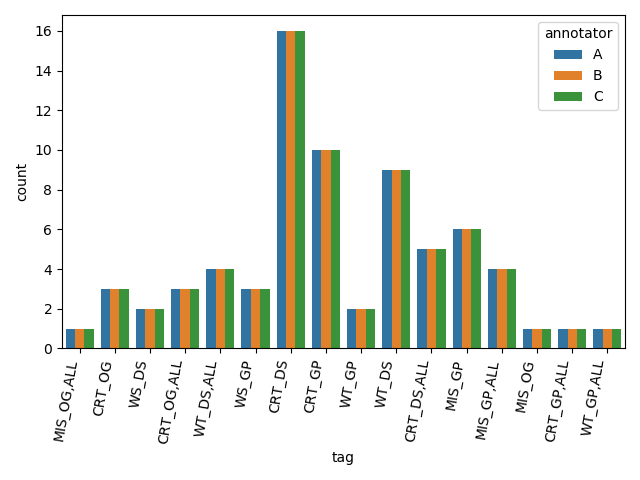 annotator
A
B
C
16
14
12
10
8
6
4
2
0
count
MIS_OG,ALL
CRT_OG
WS_DS
CRT_OG,ALL
WT_DS,ALL
WS_GP
CRT_DS
CRT_GP
WT_GP
WT_DS
CRT_DS,ALL
MIS_GP
MIS_GP,ALL
MIS_OG
CRT_GP,ALL
WT_GP,ALL
tag